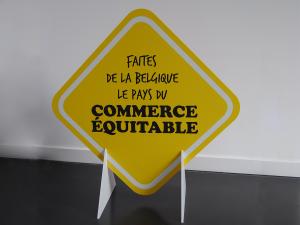 FAITES
DE LA BELGIQUE
LE PAYS DU
COMMERCE
ÉQUITABLE